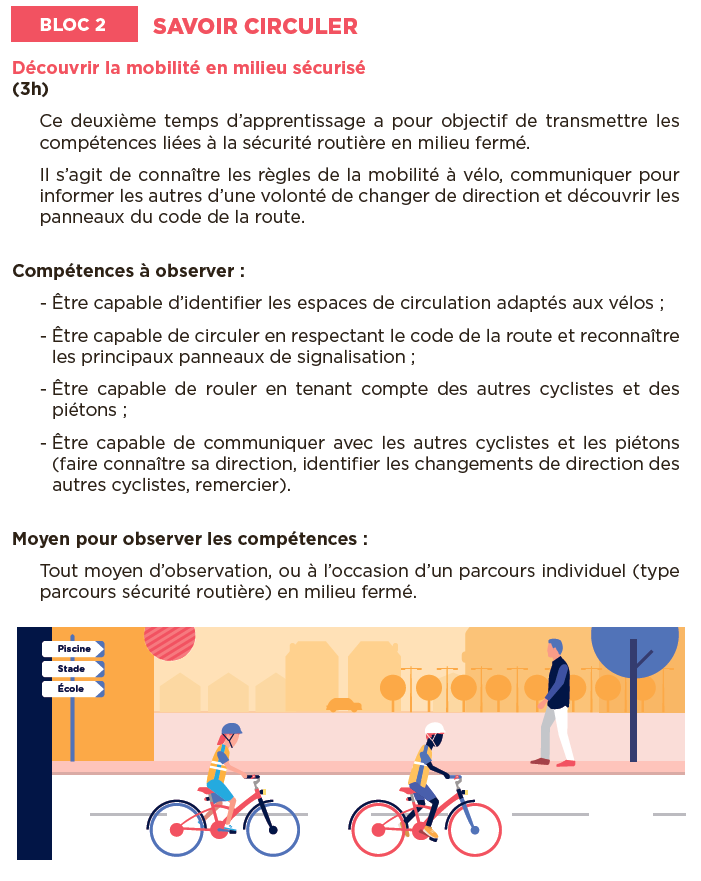 BLOC 2
SAVOIR CIRCULER
Découvrir la mobilité en milieu sécurisé
(3h)
Ce deuxième temps d’apprentissage a pour objectif de transmettre les
compétences liées à la sécurité routière en milieu fermé.
Il s’agit de connaître les règles de la mobilité à vélo, communiquer pour
informer les autres d’une volonté de changer de direction et découvrir les
panneaux du code de la route.
Compétences à observer :
- Être capable d’identifier les espaces de circulation adaptés aux vélos ;
- Être capable de circuler en respectant le code de la route et reconnaître
les principaux panneaux de signalisation ;
- Être capable de rouler en tenant compte des autres cyclistes et des
piétons ;
- Être capable de communiquer avec les autres cyclistes et les piétons
(faire connaître sa direction, identifier les changements de direction des
autres cyclistes, remercier).
Moyen pour observer les compétences :
Tout moyen d’observation, ou à l’occasion d’un parcours individuel (type
parcours sécurité routière) en milieu fermé.
Piscine
Stade
École